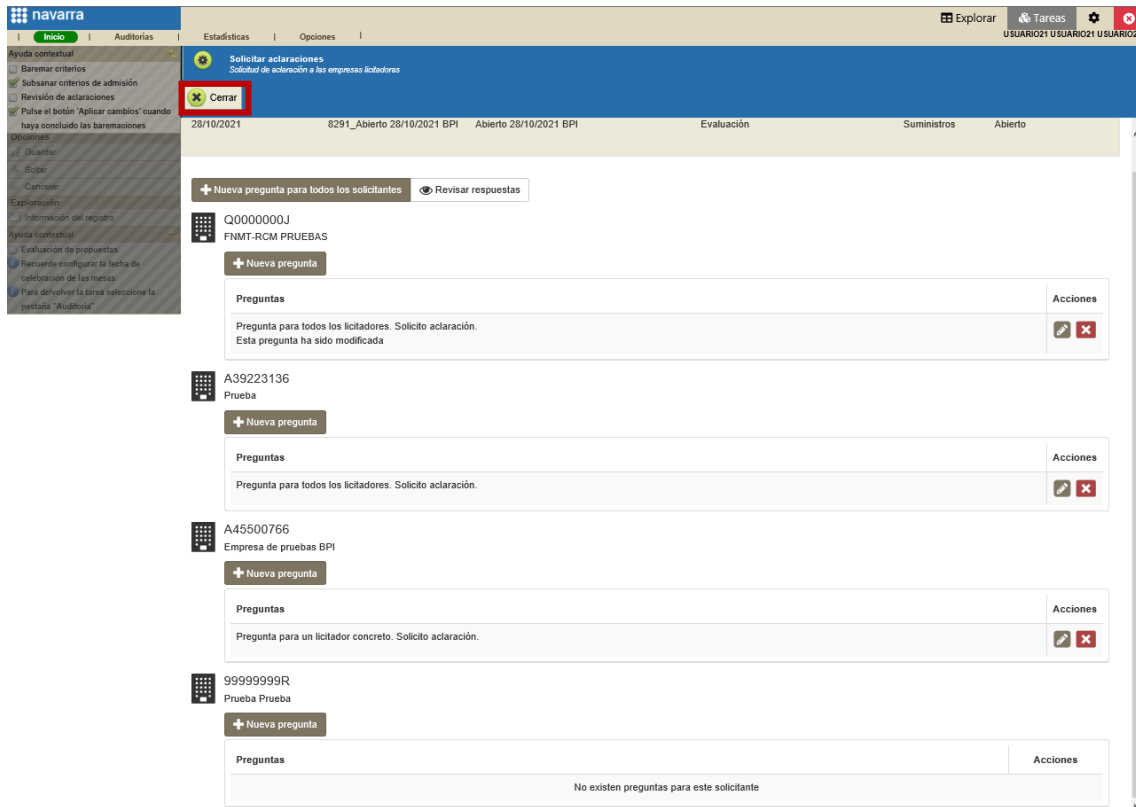 navarra
Explorar
Tareas
| Inicio | Auditorías | Estadísticas | Opciones |
USUARIO21 USUARIO21 USUARIO2
Ayuda contextual
Baremar criterios
Subsanar criterios de admisión
Revisión de aclaraciones
Pulse el botón 'Aplicar cambios' cuando
haya concluido las baremaciones
Opciones
Guardar
Soltar
Cancelar
Exploración
Información del registro
Ayuda contextual
Evaluación de propuestas
Recuerde configurar la fecha de
celebración de las mesas
Para delvolver la tarea seleccione la
pestaña "Auditoría"
Solicitar aclaraciones
Solicitud de aclaración a las empresas licitadoras
Cerrar
28/10/2021 8291_Abierto 28/10/2021 BPI Abierto 28/10/2021 BPI Evaluación Suministros Abierto
Nueva pregunta para todos los solicitantes Revisar respuestas
Q0000000J
FNMT-RCM PRUEBAS
Nueva pregunta
Preguntas Acciones
Pregunta para todos los licitadores. Solicito aclaración.
Esta pregunta ha sido modificada
A39223136
Prueba
Nueva pregunta
Preguntas Acciones
Pregunta para todos los licitadores. Solicito aclaración.
A45500766
Empresa de pruebas BPI
Nueva pregunta
Preguntas Acciones
Pregunta para un licitador concreto. Solicito aclaración.
99999999R
Prueba Prueba
Nueva pregunta
Preguntas Acciones
No existen preguntas para este solicitante